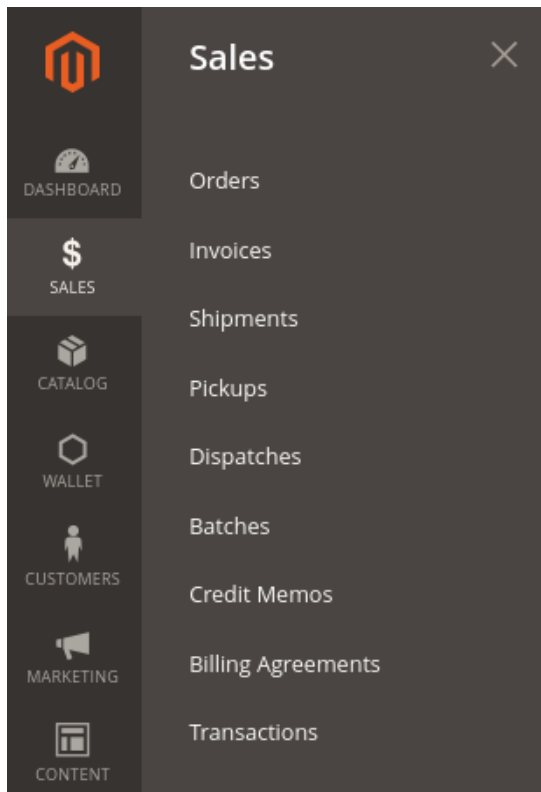 Sales
DASHBOARD
SALES
CATALOG
WALLET
CUSTOMERS
MARKETING
CONTENT
Orders
Invoices
Shipments
Pickups
Dispatches
Batches
Credit Memos
Billing Agreements
Transactions